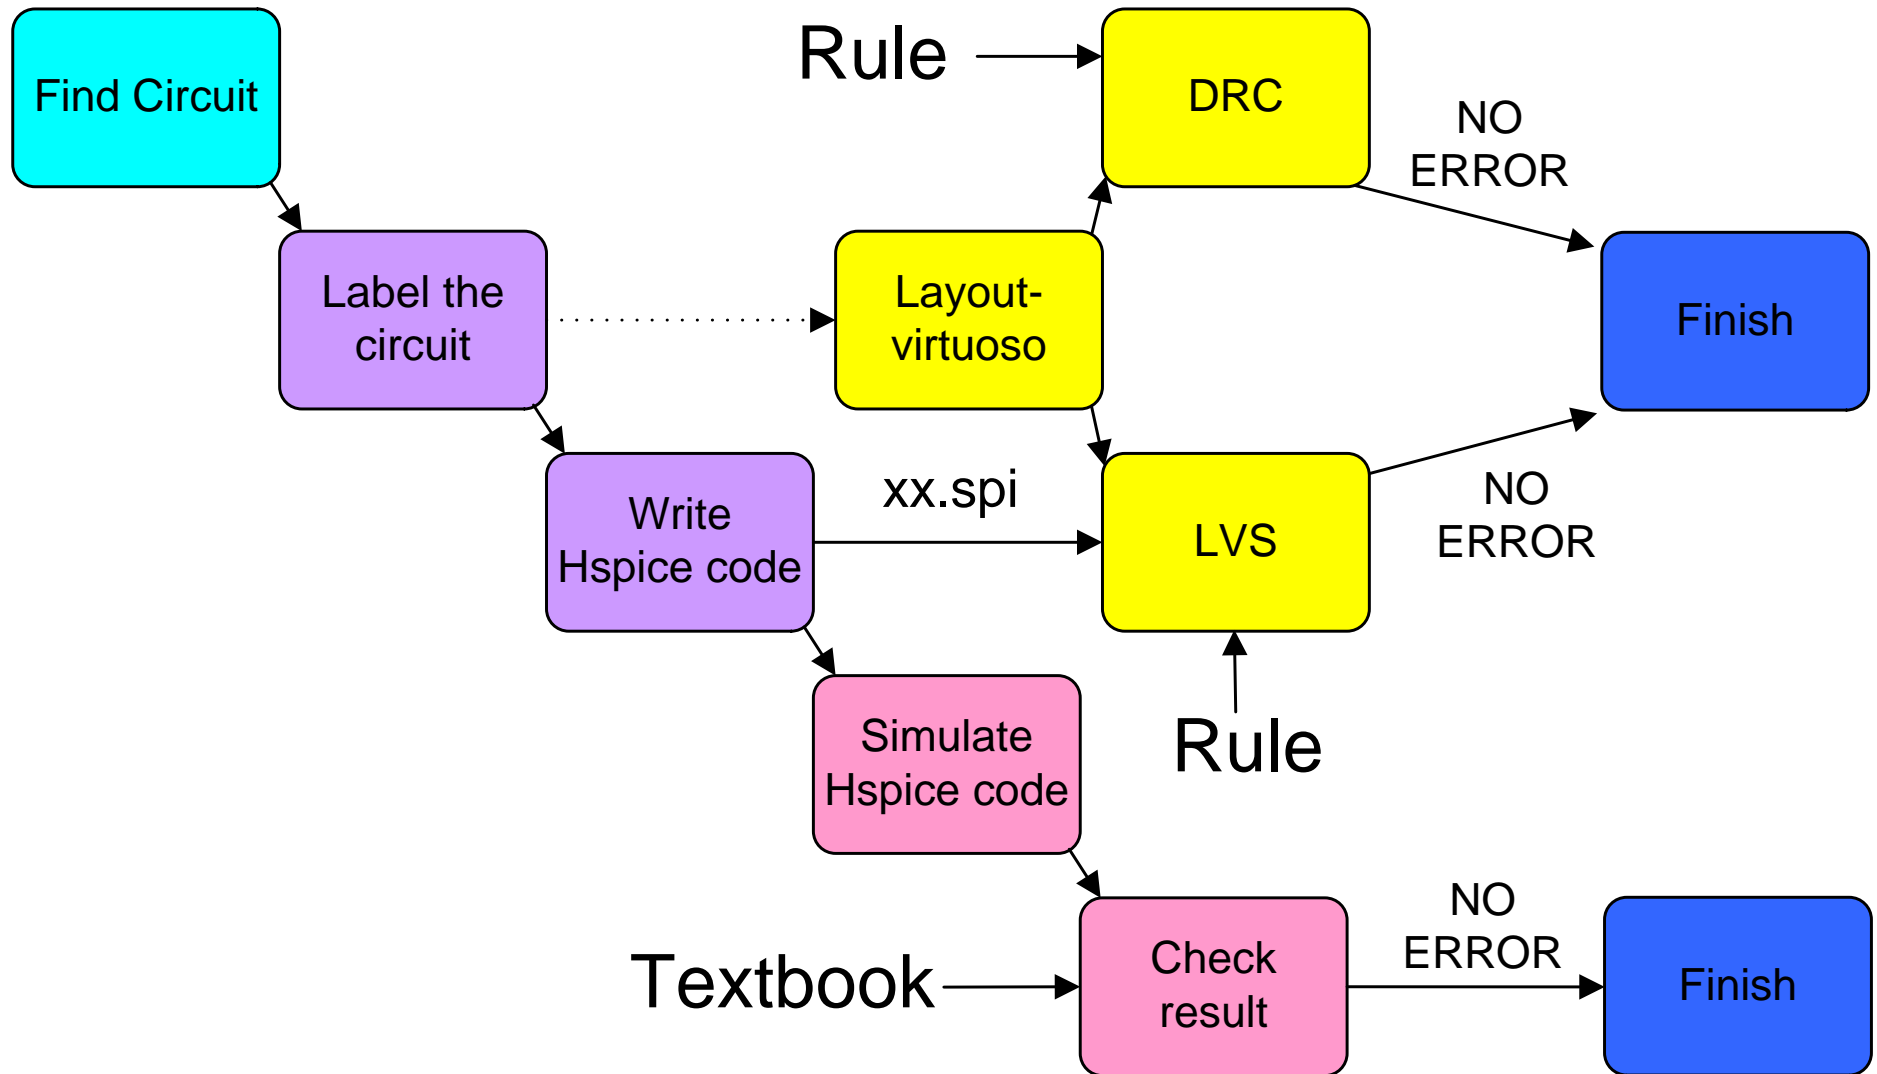 Find Circuit
Rule
DRC
NO
ERROR
Label the
circuit
Layout-
virtuoso
Finish
Write
Hspice code
xx.spi
LVS
NO
ERROR
Simulate
Hspice code
Rule
Textbook
Check
result
NO
ERROR
Finish